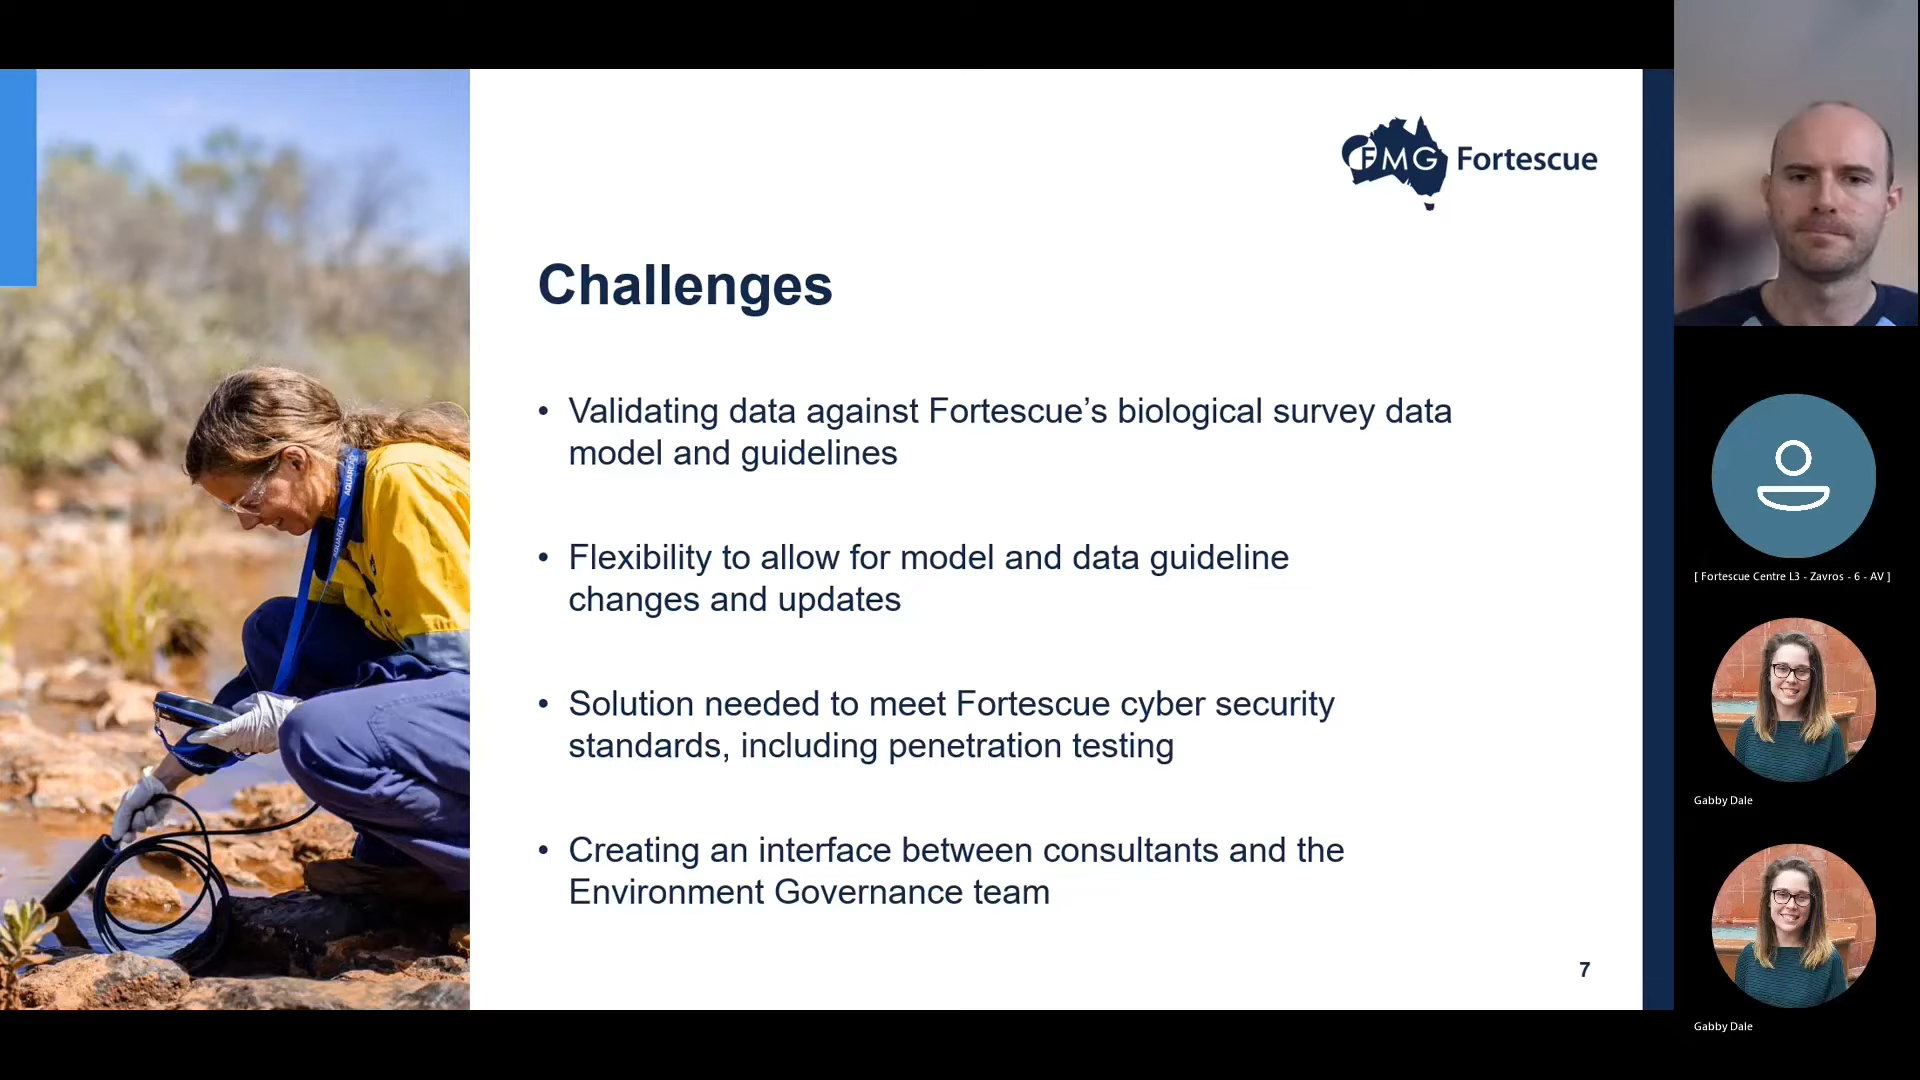 FMG Fortescue
Challenges
• Validating data against Fortescue’s biological survey data
model and guidelines
• Flexibility to allow for model and data guideline
changes and updates
• Solution needed to meet Fortescue cyber security
standards, including penetration testing
• Creating an interface between consultants and the
Environment Governance team
7
AQUAREAD
AQUAREAD
[ Fortescue Centre L3 - Zavros - 6 - AV ]
Gabby Dale
Gabby Dale